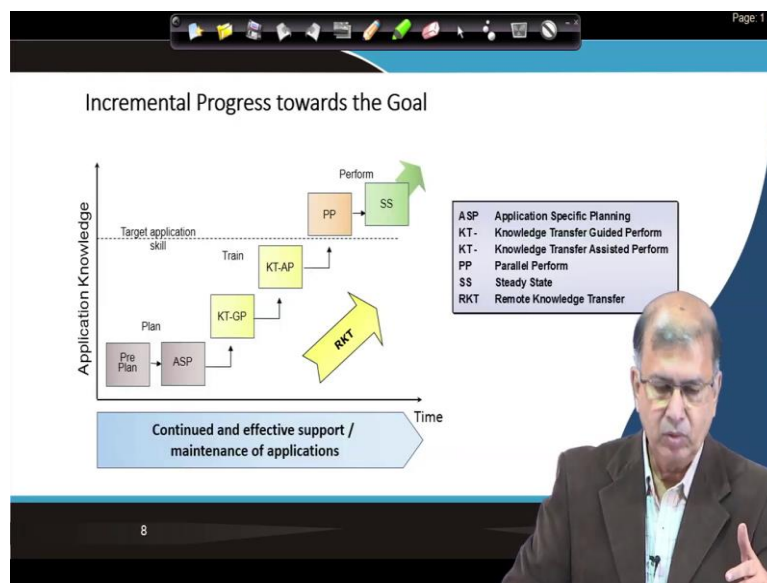 Page: 1
Incremental Progress towards the Goal
Application Knowledge
Target application
skill
Plan
Train
Perform
Pre
Plan
ASP
KT-GP
KT-AP
PP
SS
RKT
Time
Continued and effective support /
maintenance of applications
ASP Application Specific Planning
KT- Knowledge Transfer Guided Perform
KT- Knowledge Transfer Assisted Perform
PP Parallel Perform
SS Steady State
RKT Remote Knowledge Transfer
8